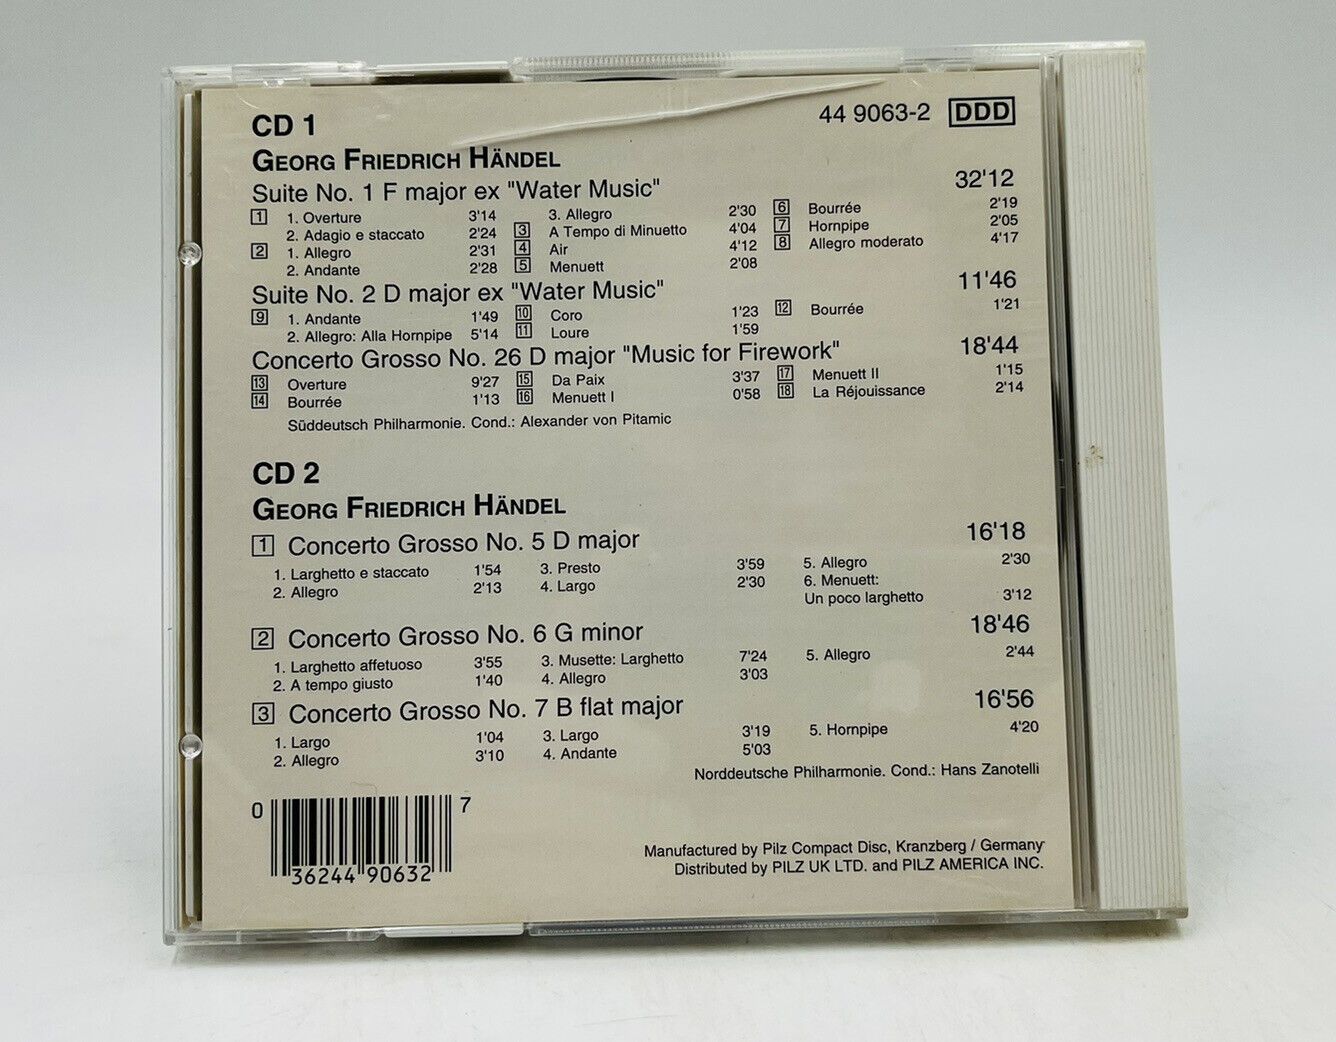 CD 1 44 9063-2 DDD
GEORG FRIEDRICH HÄNDEL
Suite No. 1 F major ex "Water Music" 32'12
1 1. Overture 3'14 3. Allegro 2'30 6 Bourrée 2'19
2. Adagio e staccato 2'24 3 A Tempo di Minuetto 4'04 7 Hornpipe 2'05
2 1. Allegro 2'31 4 Air 4'12 8 Allegro moderato 4'17
2. Andante 2'28 5 Menuett 2'08
Suite No. 2 D major ex "Water Music" 11'46
9 1. Andante 1'49 10 Coro 1'23 12 Bourrée 1'21
2. Allegro: Alla Hornpipe 5'14 11 Loure 1'59
Concerto Grosso No. 26 D major "Music for Firework" 18'44
13 Overture 9'27 15 Da Paix 3'37 17 Menuett II 1'15
14 Bourrée 1'13 16 Menuett I 0'58 18 La Réjouissance 2'14
Süddeutsch Philharmonie. Cond.: Alexander von Pitamic
CD 2
GEORG FRIEDRICH HÄNDEL
1 Concerto Grosso No. 5 D major 16'18
1. Larghetto e staccato 1'54 3. Presto 3'59 5. Allegro 2'30
2. Allegro 2'13 4. Largo 2'30 6. Menuett:
Un poco larghetto 3'12
2 Concerto Grosso No. 6 G minor 18'46
1. Larghetto affetuoso 3'55 3. Musette: Larghetto 7'24 5. Allegro 2'44
2. A tempo giusto 1'40 4. Allegro 3'03
3 Concerto Grosso No. 7 B flat major 16'56
1. Largo 1'04 3. Largo 3'19 5. Hornpipe 4'20
2. Allegro 3'10 4. Andante 5'03
Norddeutsche Philharmonie. Cond.: Hans Zanotelli
0 36244 90632 7
Manufactured by Pilz Compact Disc, Kranzberg / Germany
Distributed by PILZ UK LTD. and PILZ AMERICA INC.